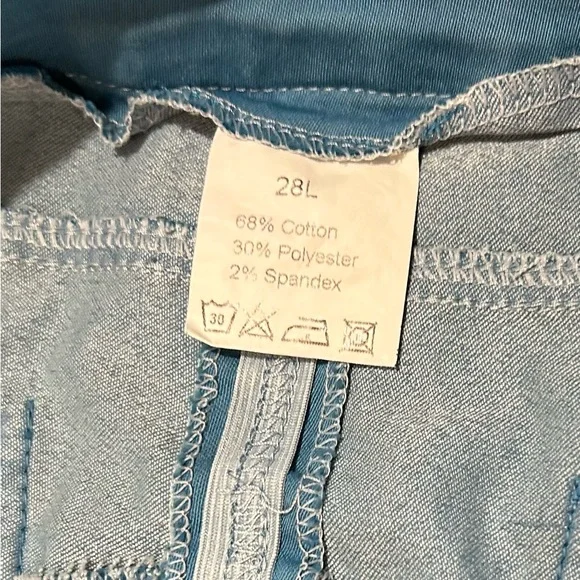 28L
68% Cotton
30% Polyester
2% Spandex
30